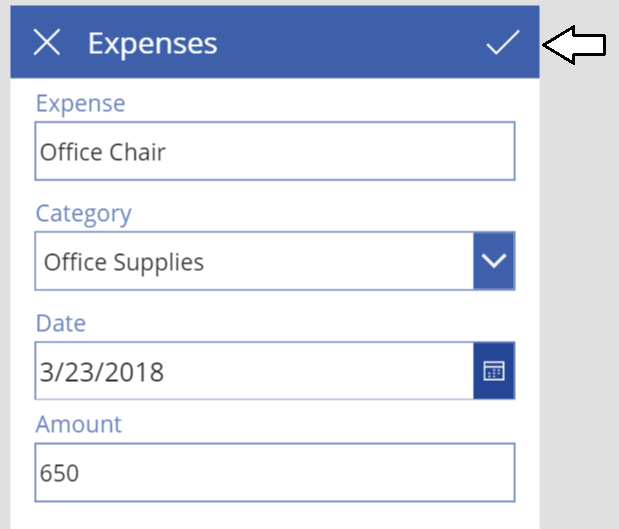 Expenses
Expense
Office Chair
Category
Office Supplies
Date
3/23/2018
Amount
650